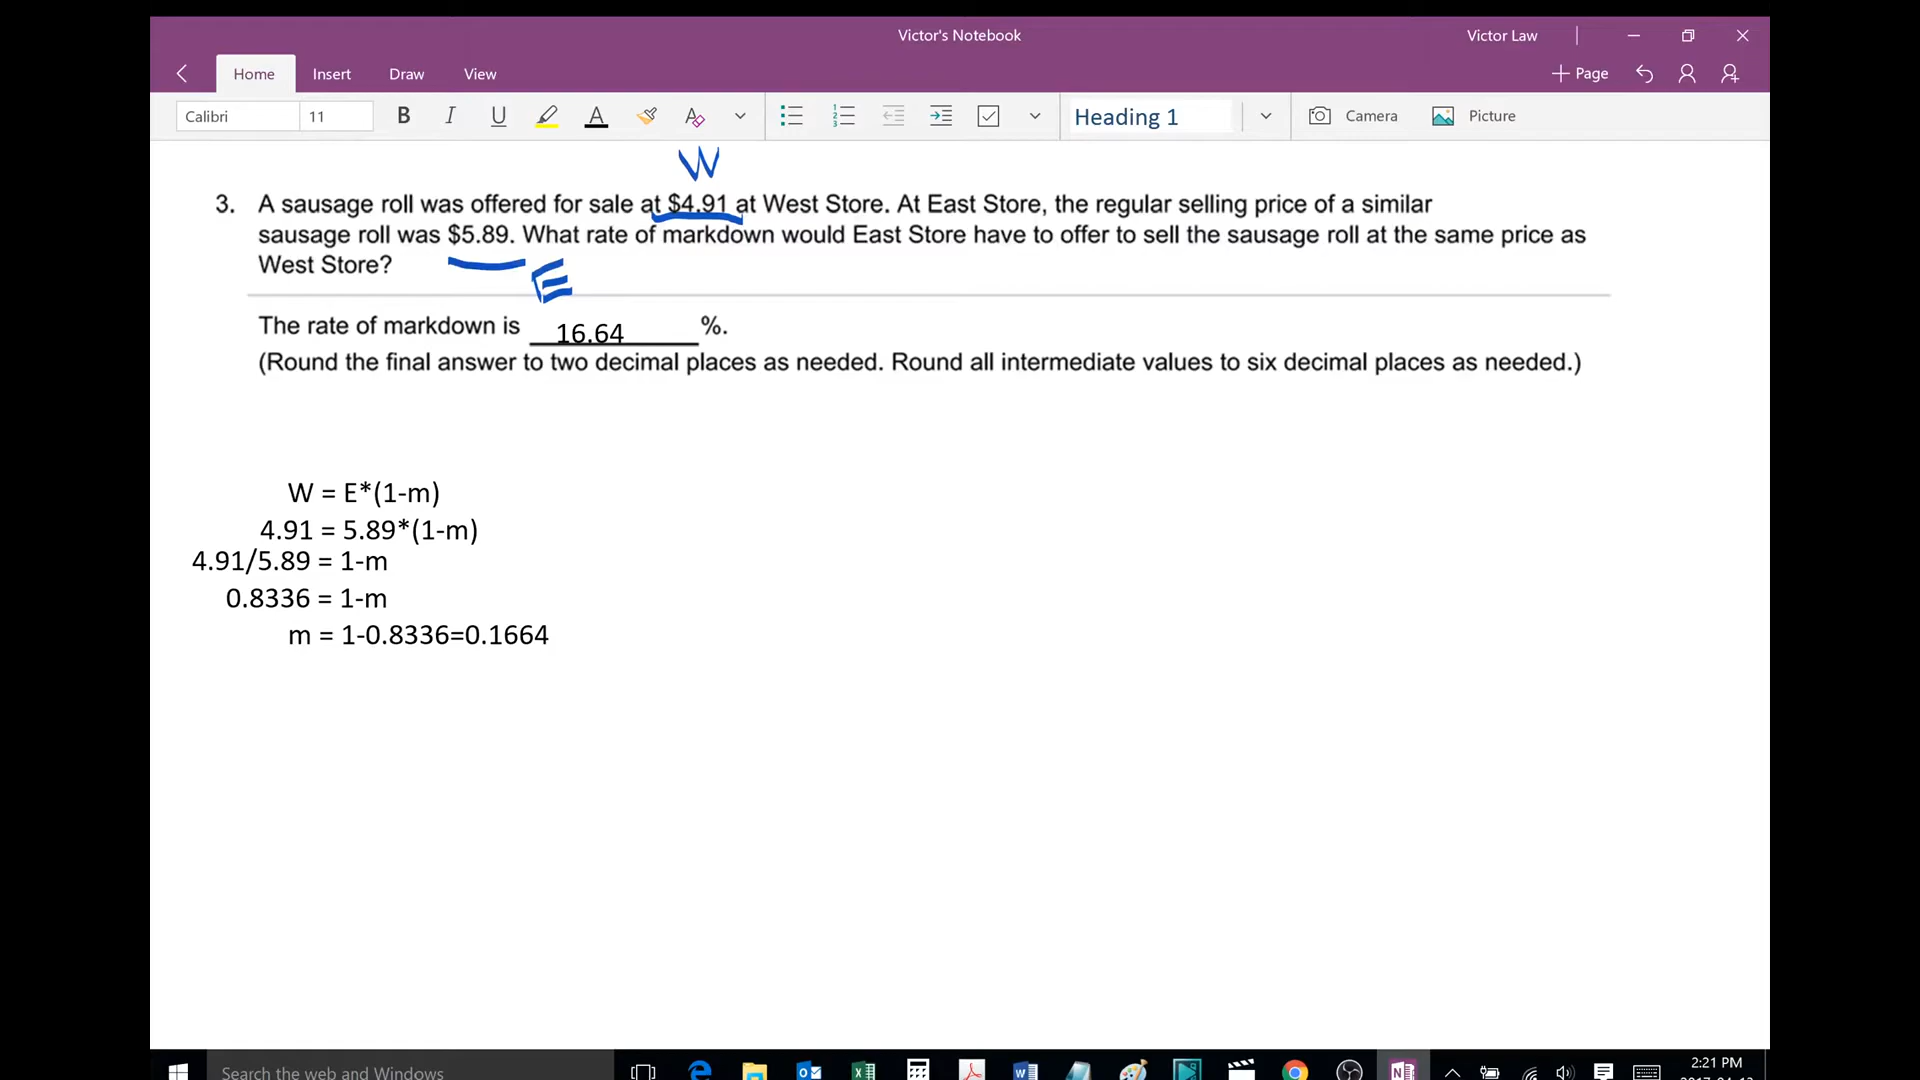 Victor's Notebook
Victor Law
Home Insert Draw View
Page
Calibri 11 B I U A Heading 1 Camera Picture
W
3. A sausage roll was offered for sale at $4.91 at West Store. At East Store, the regular selling price of a similar
sausage roll was $5.89. What rate of markdown would East Store have to offer to sell the sausage roll at the same price as
West Store?
E
The rate of markdown is 16.64 %.
(Round the final answer to two decimal places as needed. Round all intermediate values to six decimal places as needed.)
W = E*(1-m)
4.91 = 5.89*(1-m)
4.91/5.89 = 1-m
0.8336 = 1-m
m = 1-0.8336=0.1664
Search the web and Windows
2:21 PM